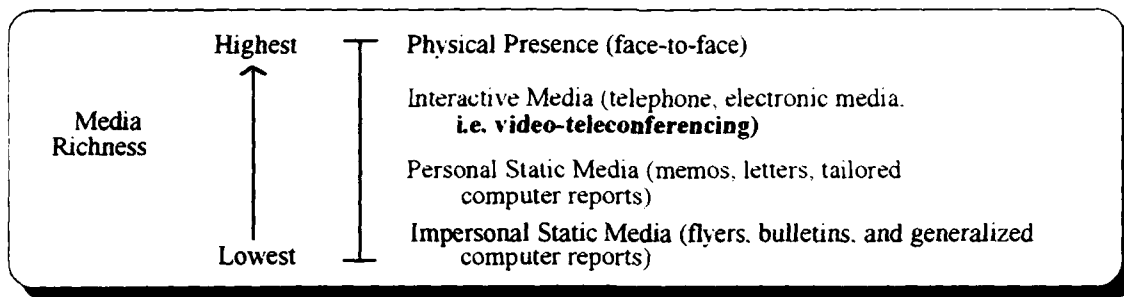 Highest Physical Presence (face-to-face)
Interactive Media (telephone, electronic media.
Media
Richness
i.e. video-teleconferencing)
Personal Static Media (memos, letters, tailored
computer reports)
Impersonal Static Media (flyers, bulletins, and generalized
Lowest computer reports)